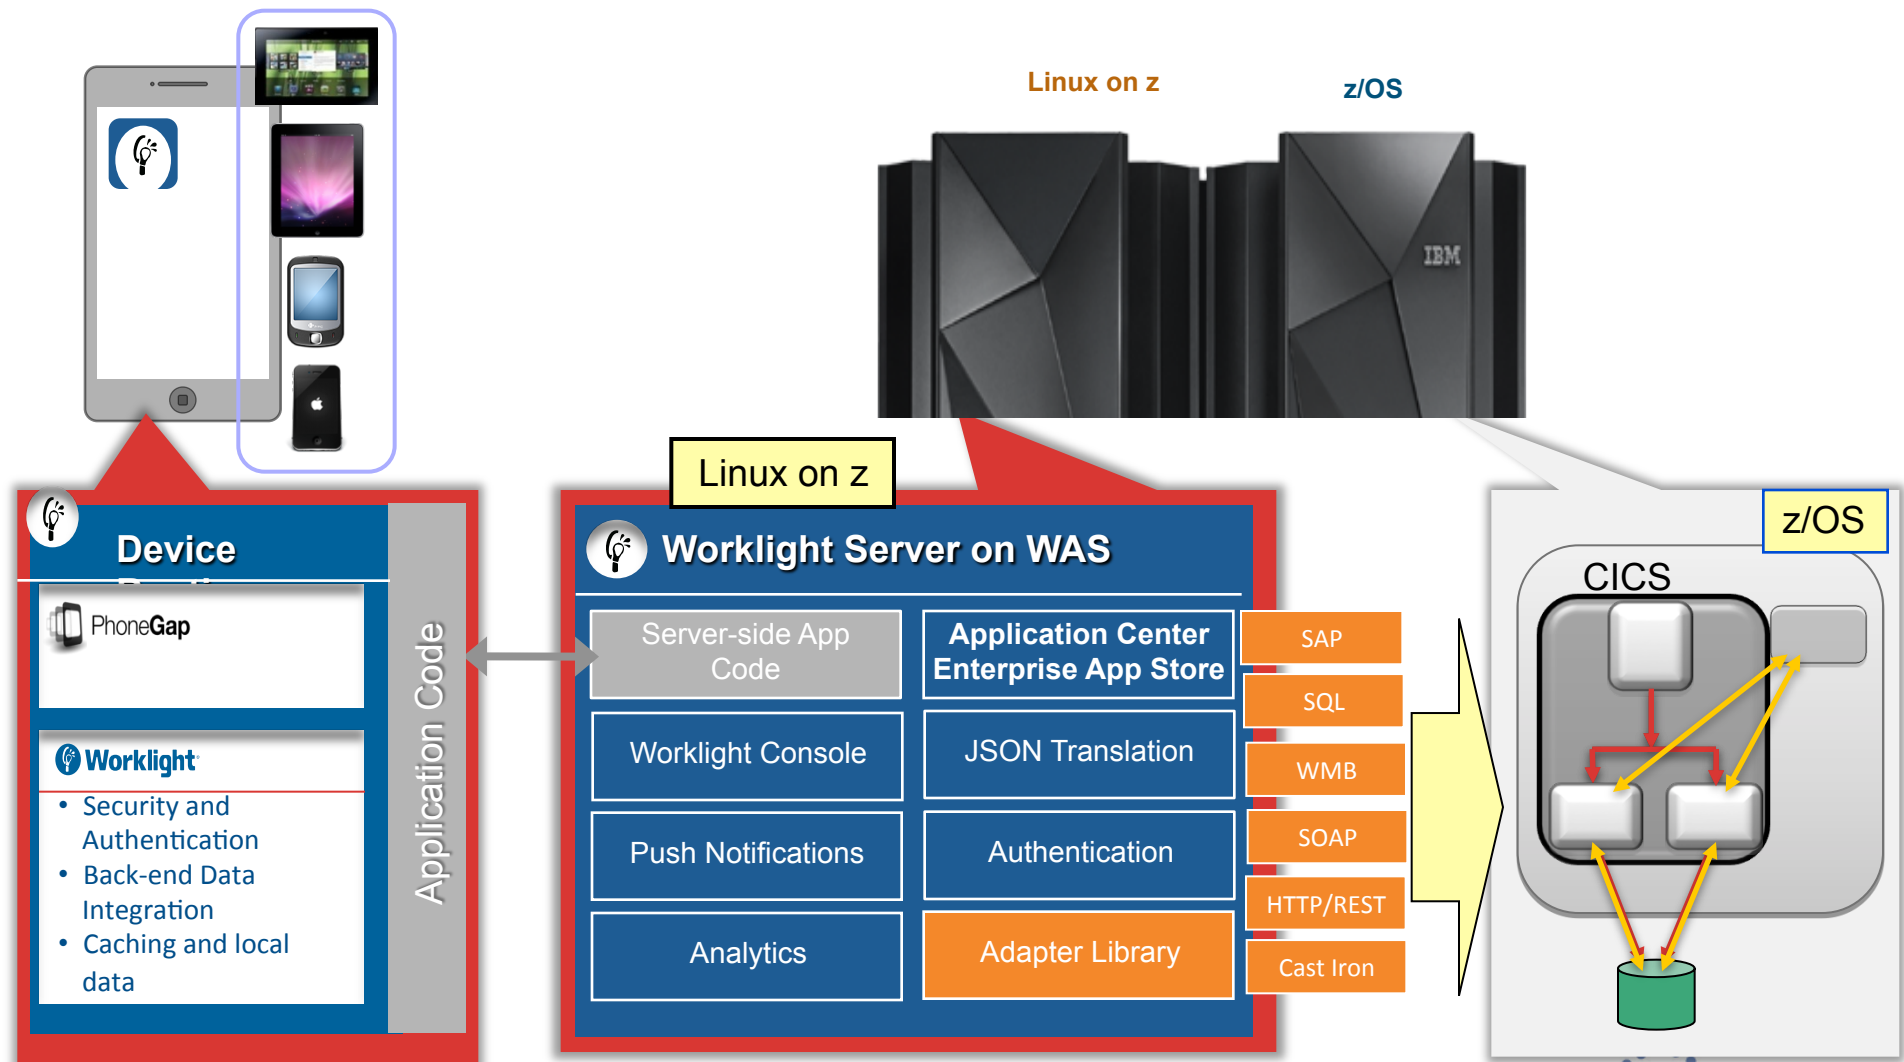 Linux on z
z/OS
IBM
Linux on z
z/OS
Device
PhoneGap
Worklight
• Security and
Authentication
• Back-end Data
Integration
• Caching and local
data
Application Code
Worklight Server on WAS
Server-side App
Code
Application Center
Enterprise App Store
Worklight Console
JSON Translation
Push Notifications
Authentication
Analytics
Adapter Library
SAP
SQL
WMB
SOAP
HTTP/REST
Cast Iron
CICS